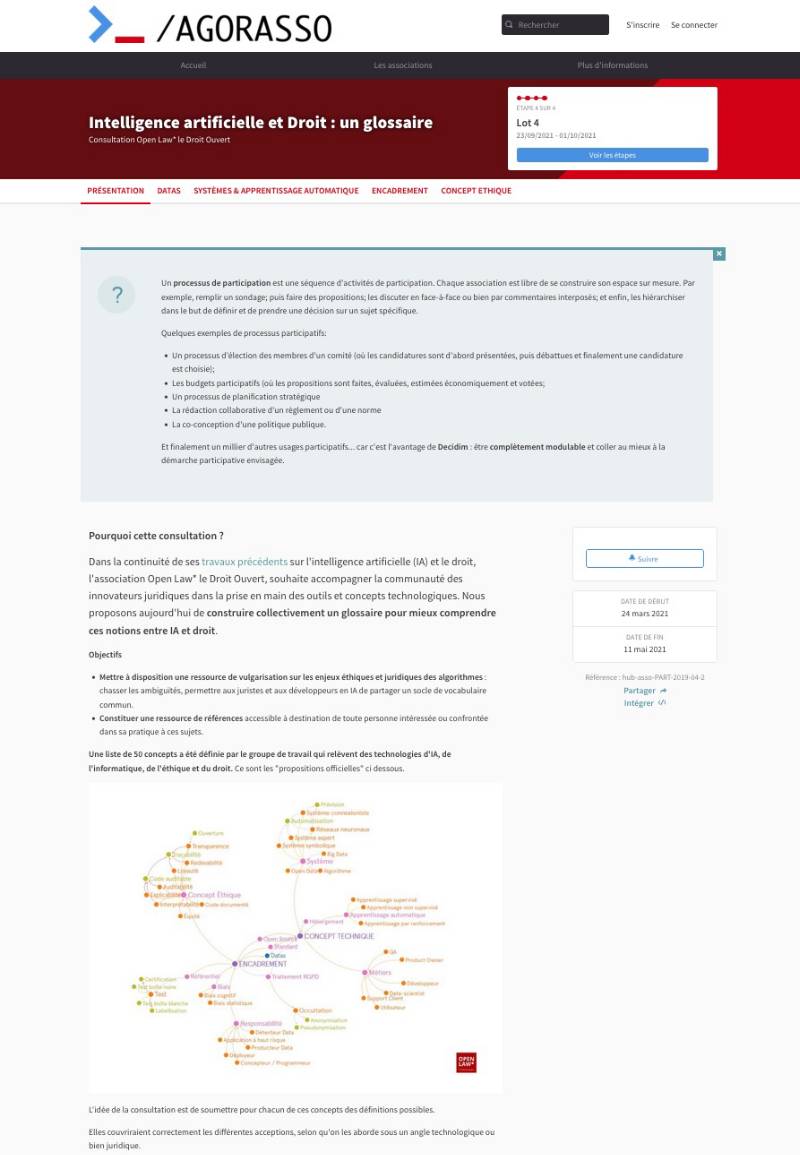 /AGORASSO
Rechercher
S'inscrire Se connecter
Accueil Les associations Plus d'informations
Intelligence artificielle et Droit : un glossaire
Consultation Open Law* le Droit Ouvert
ÉTAPE 4 SUR 4
Lot 4
23/09/2021 - 01/10/2021
Voir les étapes
PRÉSENTATION DATAS SYSTÈMES & APPRENTISSAGE AUTOMATIQUE ENCADREMENT CONCEPT ETHIQUE
?
Un processus de participation est une séquence d'activités de participation. Chaque association est libre de se construire son espace sur mesure. Par
exemple, remplir un sondage; puis faire des propositions; les discuter en face-à-face ou bien par commentaires interposés; et enfin, les hiérarchiser
dans le but de définir et de prendre une décision sur un sujet spécifique.
Quelques exemples de processus participatifs:
Un processus d'élection des membres d'un comité (où les candidatures sont d'abord présentées, puis débattues et finalement une candidature
est choisie);
Les budgets participatifs (où les propositions sont faites, évaluées, estimées économiquement et votées;
Un processus de planification stratégique
La rédaction collaborative d'un règlement ou d'une norme
La co-conception d'une politique publique.
Et finalement un millier d'autres usages participatifs... car c'est l'avantage de Decidim : être complètement modulable et coller au mieux à la
démarche participative envisagée.
Pourquoi cette consultation ?
Dans la continuité de ses travaux précédents sur l'intelligence artificielle (IA) et le droit,
l'association Open Law* le Droit Ouvert, souhaite accompagner la communauté des
innovateurs juridiques dans la prise en main des outils et concepts technologiques. Nous
proposons aujourd'hui de construire collectivement un glossaire pour mieux comprendre
ces notions entre IA et droit.
Objectifs
Mettre à disposition une ressource de vulgarisation sur les enjeux éthiques et juridiques des algorithmes :
chasser les ambiguités, permettre aux juristes et aux développeurs en IA de partager un socle de vocabulaire
commun.
Constituer une ressource de références accessible à destination de toute personne intéressée ou confrontée
dans sa pratique à ces sujets.
Une liste de 50 concepts a été définie par le groupe de travail qui relèvent des technologies d'IA, de
l'informatique, de l'éthique et du droit. Ce sont les "propositions officielles" ci dessous.
Suivre
DATE DE DÉBUT
24 mars 2021
DATE DE FIN
11 mai 2021
Référence : hub-asso-PART-2019-04-2
Partager
Intégrer
Prévision
Système connexionniste
Automatisation
Réseaux neuronaux
Système expert
Système symbolique
Big Data
Système
Open Data Algorithme
Ouverture
Transparence
Traçabilité
Redevabilité
Loyauté
Code auditable
Auditabilité
Explicabilité Concept Éthique
Interprétabilité Code documenté
Équité
Apprentissage supervisé
Apprentissage non supervisé
Apprentissage automatique
Apprentissage par renforcement
Hébergement
CONCEPT TECHNIQUE
Open Source
Standard
Datas
ENCADREMENT
QA
Product Owner
Métiers
Développeur
Data-scientist
Support Client
Utilisateur
Référentiel
Traitement RGPD
Certification
Test boîte noire
Test
Test boîte blanche
Labellisation
Biais
Biais cognitif
Biais statistique
Occultation
Anonymisation
Pseudonymisation
Responsabilité
Détenteur Data
Application à haut risque
Producteur Data
Déployeur
Concepteur / Programmeur
OPEN
LAW*
L'idée de la consultation est de soumettre pour chacun de ces concepts des définitions possibles.
Elles couvriraient correctement les différentes acceptions, selon qu'on les aborde sous un angle technologique ou
bien juridique.